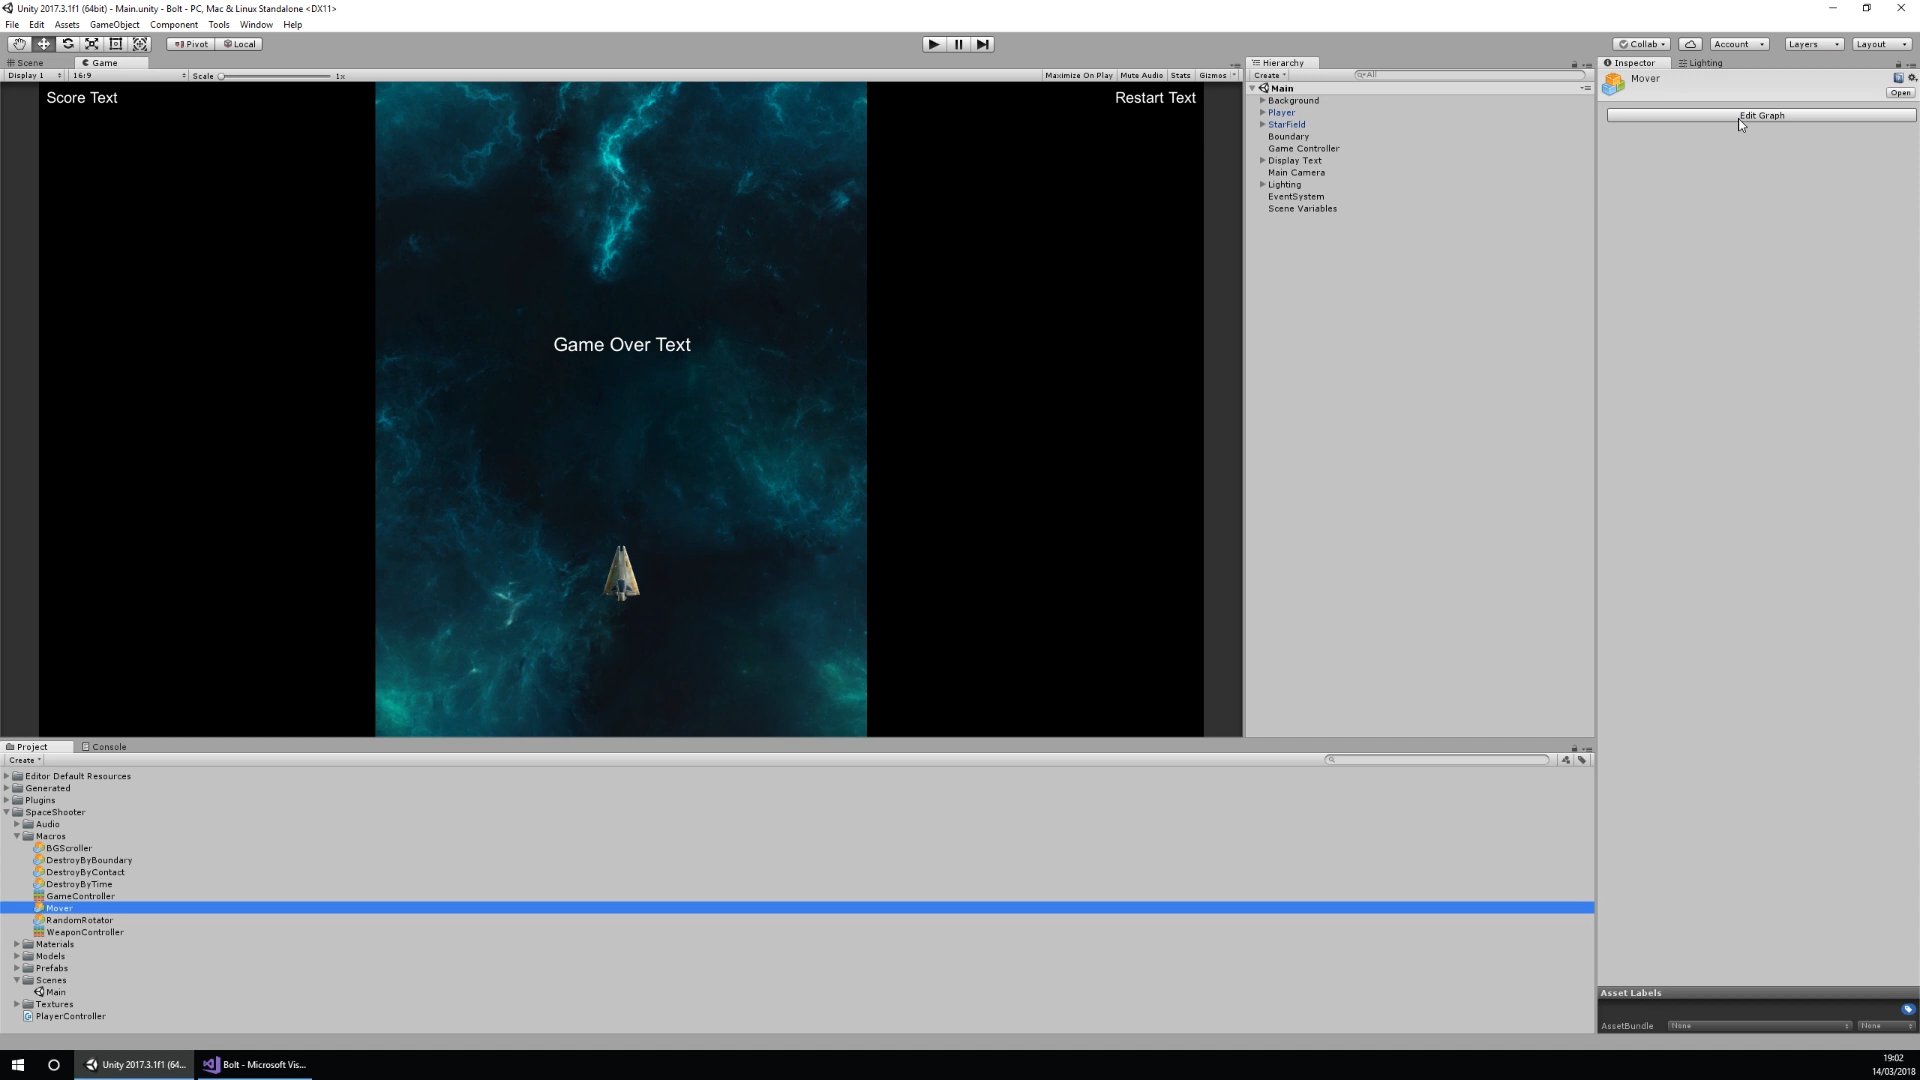 Unity 2017.3.1f1 (64bit) - Main.unity - Bolt - PC, Mac & Linux Standalone <DX11>
File Edit Assets GameObject Component Tools Window Help
Pivot Local Collab Account Layers Layout
Scene Game
Display 1 16:9 Scale 1x Maximize On Play Mute Audio Stats Gizmos
Score Text
Restart Text
Game Over Text
Hierarchy
Create All
Main
Background
Player
StarField
Boundary
Game Controller
Display Text
Main Camera
Lighting
EventSystem
Scene Variables
Inspector Lighting
Mover
Open
Edit Graph
Project Console
Create
Editor Default Resources
Generated
Plugins
SpaceShooter
Audio
Macros
BGScroller
DestroyByBoundary
DestroyByContact
DestroyByTime
GameController
Mover
RandomRotator
WeaponController
Materials
Models
Prefabs
Scenes
Main
Textures
PlayerController
Asset Labels
AssetBundle None None
Unity 2017.3.1f1 (64... Bolt - Microsoft Vis...
19:02
14/03/2018